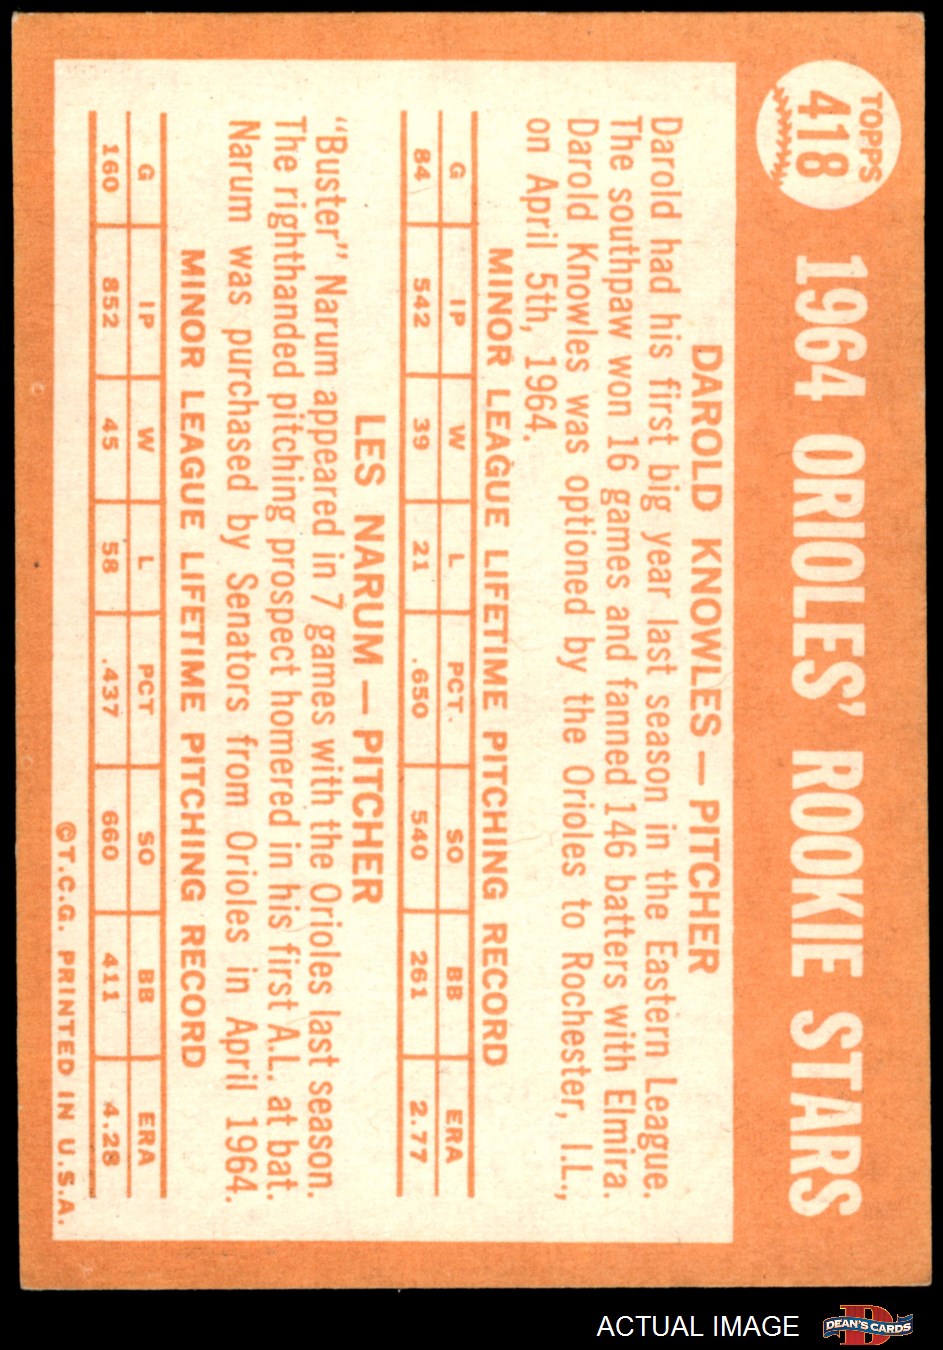 TOPPS
418
1964 ORIOLES' ROOKIE STARS
DAROLD KNOWLES — PITCHER
Darold had his first big year last season in the Eastern League.
The southpaw won 16 games and fanned 146 batters with Elmira.
Darold Knowles was optioned by the Orioles to Rochester, I.L.,
on April 5th, 1964.
MINOR LEAGUE LIFETIME PITCHING RECORD
G IP W L PCT. SO BB ERA
84 542 39 21 .650 540 261 2.77
LES NARUM — PITCHER
"Buster" Narum appeared in 7 games with the Orioles last season.
The righthanded pitching prospect homered in his first A.L. at bat.
Narum was purchased by Senators from Orioles in April 1964.
MINOR LEAGUE LIFETIME PITCHING RECORD
G IP W L PCT SO BB ERA
160 852 45 58 .437 660 411 4.28
©T.C.G. PRINTED IN U.S.A.
ACTUAL IMAGE
D
DEAN'S CARDS